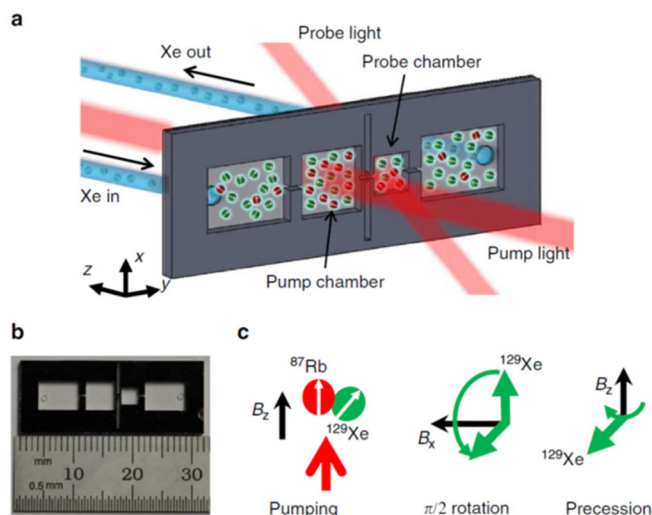 a
Probe light
Xe out
Probe chamber
Xe in
x
z
y
Pump chamber
Pump light
b
mm
10
20
30
0.5 mm
c
87Rb
Bz
129Xe
Pumping
129Xe
Bx
π/2 rotation
Bz
129Xe
Precession